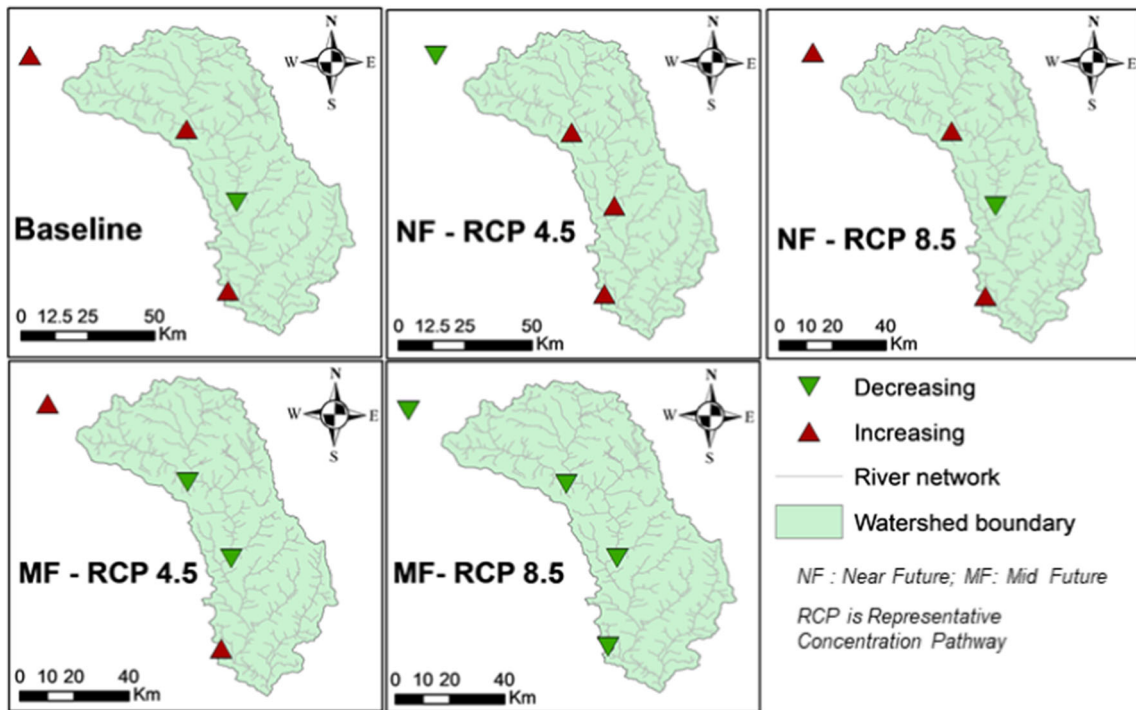 N
W E
S
Baseline
0 12.5 25 50
Km
N
W E
S
NF - RCP 4.5
0 12.5 25 50
Km
N
W E
S
NF - RCP 8.5
0 10 20 40
Km
N
W E
S
MF - RCP 4.5
0 10 20 40
Km
N
W E
S
MF- RCP 8.5
0 10 20 40
Km
Decreasing
Increasing
River network
Watershed boundary
NF : Near Future; MF: Mid Future
RCP is Representative
Concentration Pathway